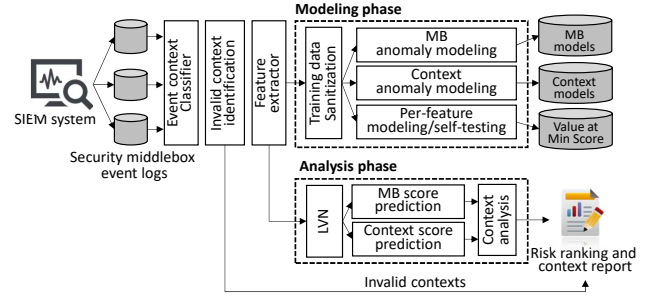 Modeling phase
SIEM system
Security middlebox
event logs
Event context
Classifier
Invalid context
identification
Feature
extractor
Training data
Sanitization
MB
anomaly modeling
Context
anomaly modeling
Per-feature
modeling/self-testing
MB
models
Context
models
Value at
Min Score
Analysis phase
LVN
MB score
prediction
Context score
prediction
Context
analysis
Risk ranking and
context report
Invalid contexts